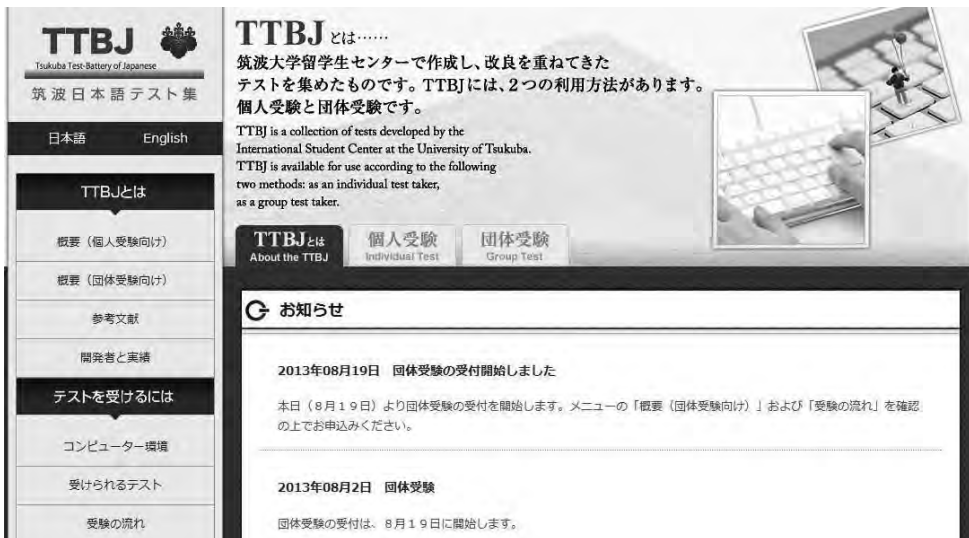 TTBJ
Tsukuba Test-Battery of Japanese
筑波日本語テスト集
日本語 English
TTBJとは
概要（個人受験向け）
概要（団体受験向け）
参考文献
開発者と実績
テストを受けるには
コンピューター環境
受けられるテスト
受験の流れ
TTBJとは……
筑波大学留学生センターで作成し、改良を重ねてきた
テストを集めたものです。TTBJには、2つの利用方法があります。
個人受験と団体受験です。
TTBJ is a collection of tests developed by the
International Student Center at the University of Tsukuba.
TTBJ is available for use according to the following
two methods: as an individual test taker,
as a group test taker.
TTBJとは 個人受験 団体受験
About the TTBJ Individual Test Group Test
お知らせ
2013年08月19日 団体受験の受付開始しました
本日（８月１９日）より団体受験の受付を開始します。メニューの「概要（団体受験向け）」および「受験の流れ」を確認
の上でお申込みください。
2013年08月2日 団体受験
団体受験の受付は、８月１９日に開始します。